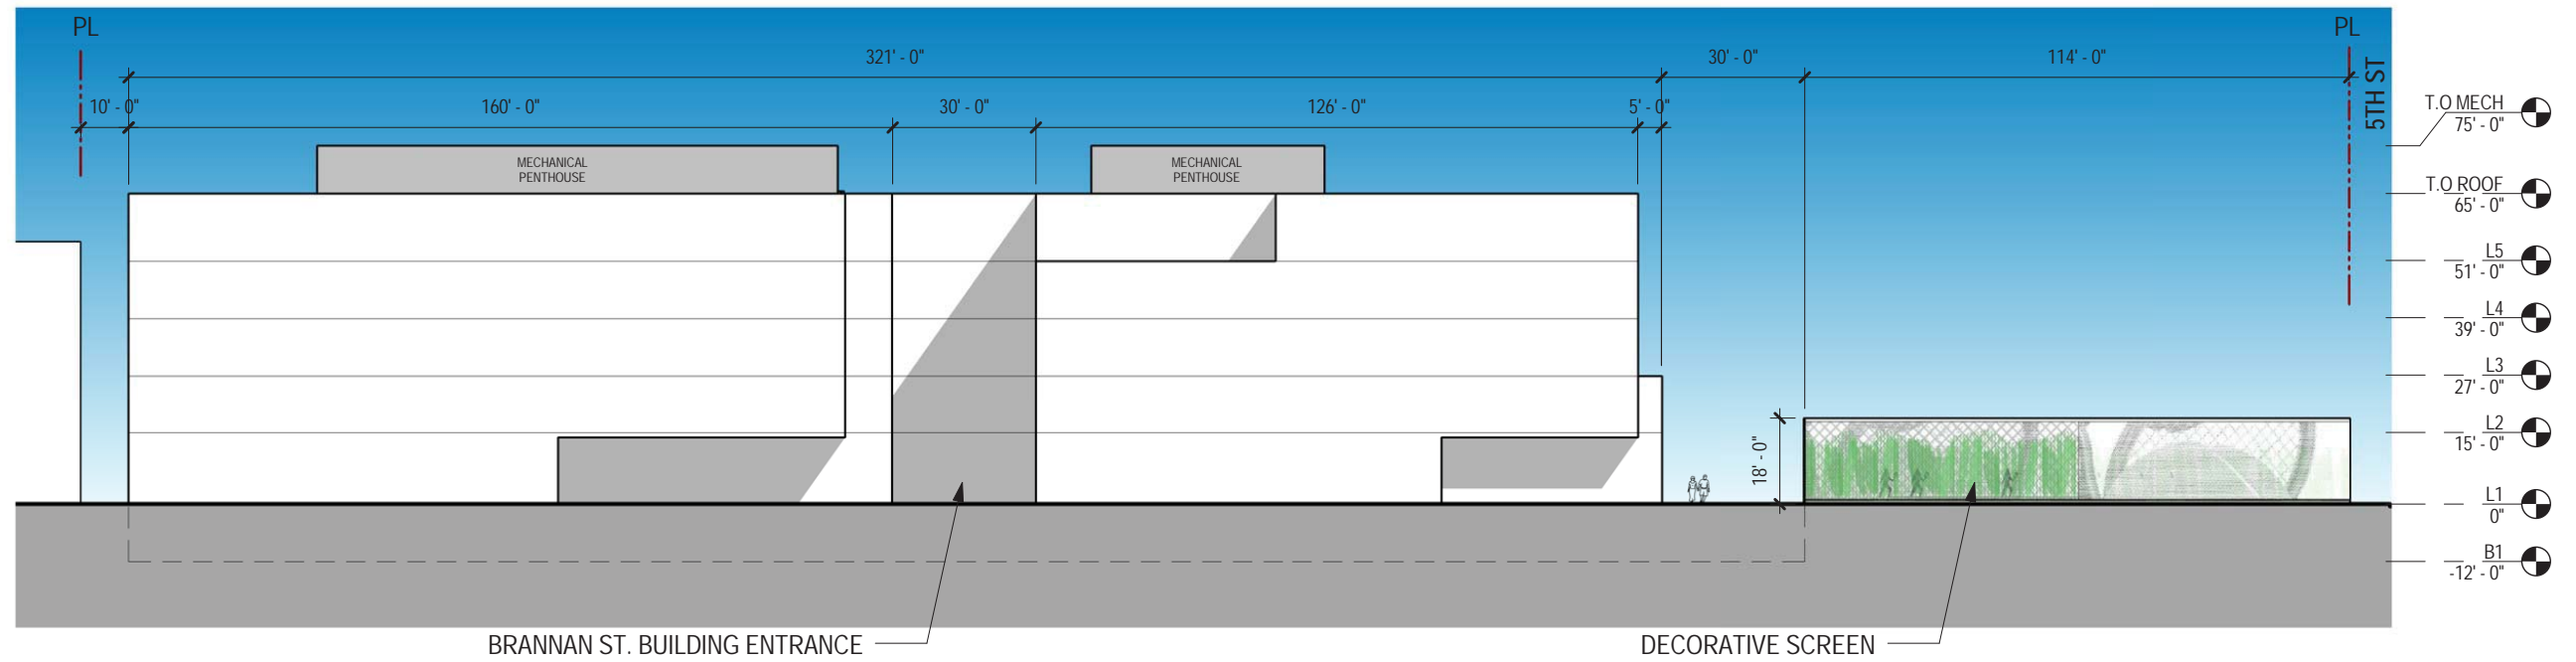 PL
PL
321' - 0"
30' - 0"
114' - 0"
5TH ST
10' - 0"
160' - 0"
30' - 0"
126' - 0"
5' - 0"
T.O MECH
75' - 0"
MECHANICAL
PENTHOUSE
MECHANICAL
PENTHOUSE
T.O ROOF
65' - 0"
L5
51' - 0"
L4
39' - 0"
L3
27' - 0"
L2
15' - 0"
18' - 0"
L1
0"
B1
-12' - 0"
BRANNAN ST. BUILDING ENTRANCE
DECORATIVE SCREEN